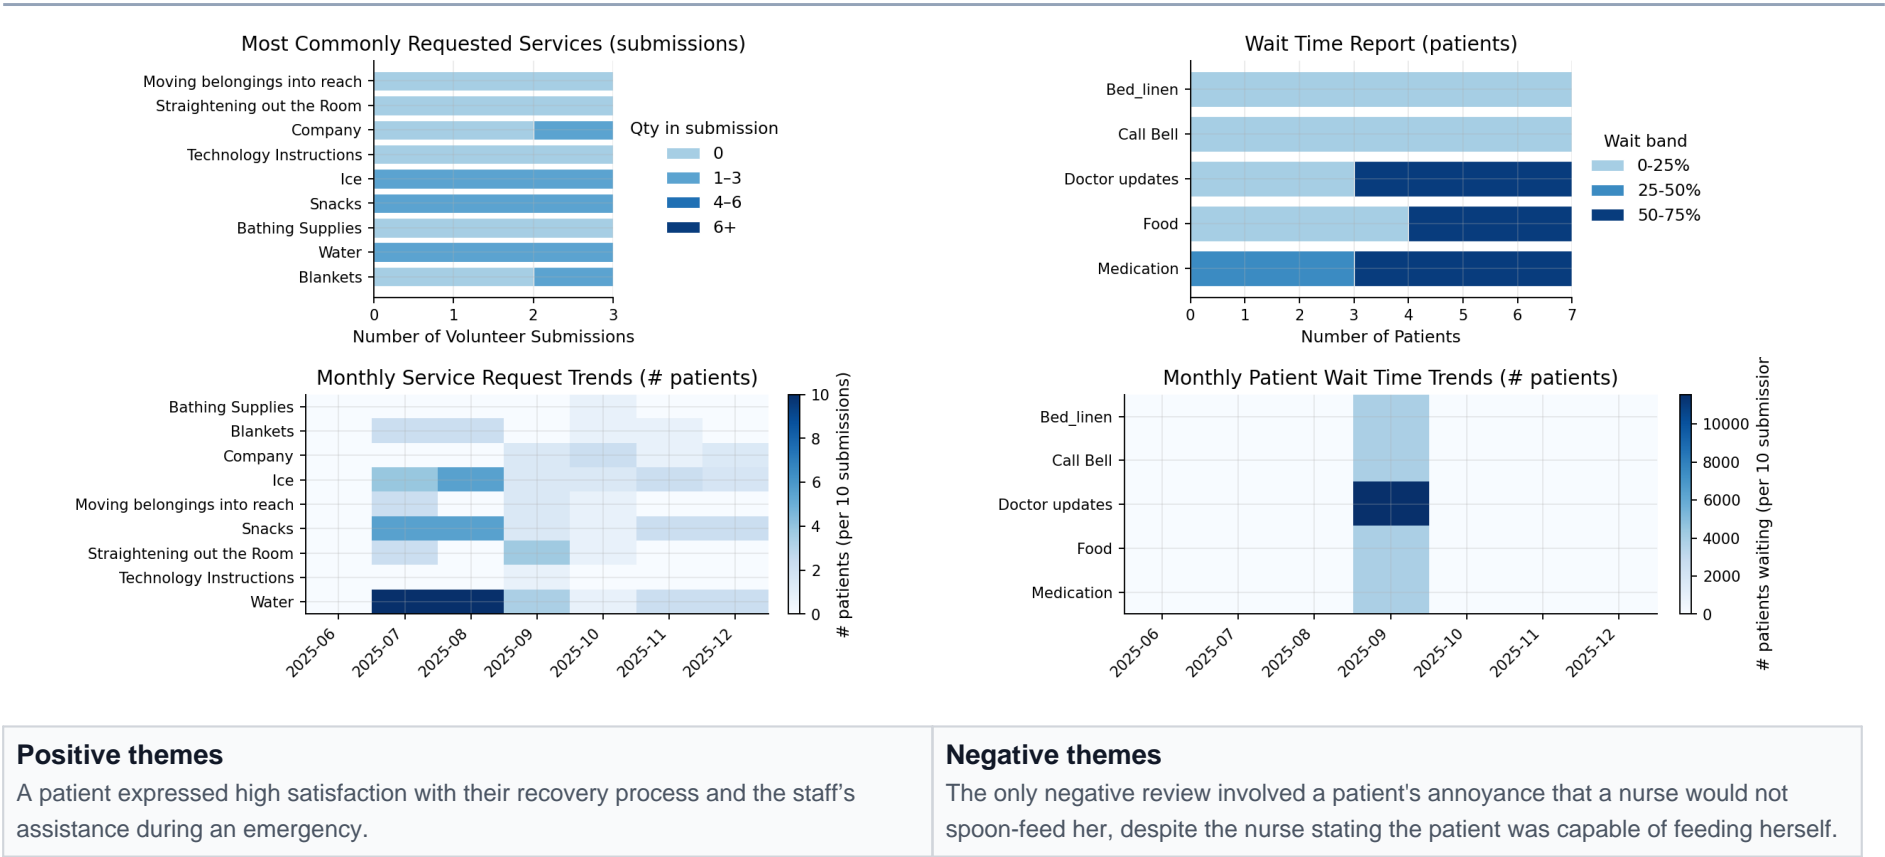 Most Commonly Requested Services (submissions)
Moving belongings into reach
Straightening out the Room
Company
Technology Instructions
Ice
Snacks
Bathing Supplies
Water
Blankets
0 1 2 3
Number of Volunteer Submissions
Qty in submission
0
1–3
4–6
6+
Wait Time Report (patients)
Bed_linen
Call Bell
Doctor updates
Food
Medication
0 1 2 3 4 5 6 7
Number of Patients
Wait band
0-25%
25-50%
50-75%
Monthly Service Request Trends (# patients)
Bathing Supplies
Blankets
Company
Ice
Moving belongings into reach
Snacks
Straightening out the Room
Technology Instructions
Water
2025-06 2025-07 2025-08 2025-09 2025-10 2025-11 2025-12
10
8
6
4
2
0
# patients (per 10 submissions)
Monthly Patient Wait Time Trends (# patients)
Bed_linen
Call Bell
Doctor updates
Food
Medication
2025-06 2025-07 2025-08 2025-09 2025-10 2025-11 2025-12
10000
8000
6000
4000
2000
0
# patients waiting (per 10 submission
Positive themes
A patient expressed high satisfaction with their recovery process and the staff’s
assistance during an emergency.
Negative themes
The only negative review involved a patient's annoyance that a nurse would not
spoon-feed her, despite the nurse stating the patient was capable of feeding herself.